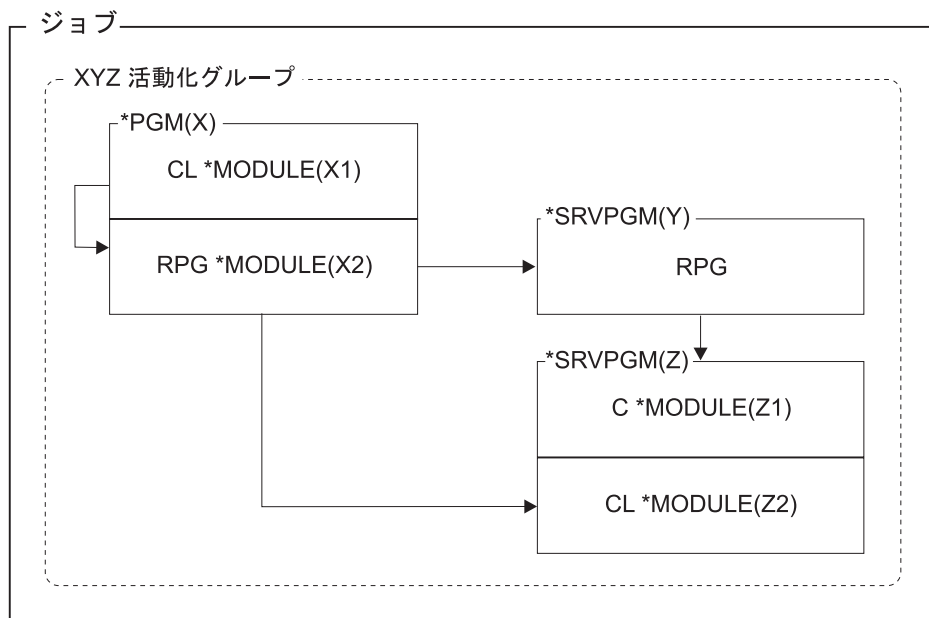 ジョブ
XYZ 活動化グループ
*PGM(X)
CL *MODULE(X1)
RPG *MODULE(X2)
*SRVPGM(Y)
RPG
*SRVPGM(Z)
C *MODULE(Z1)
CL *MODULE(Z2)